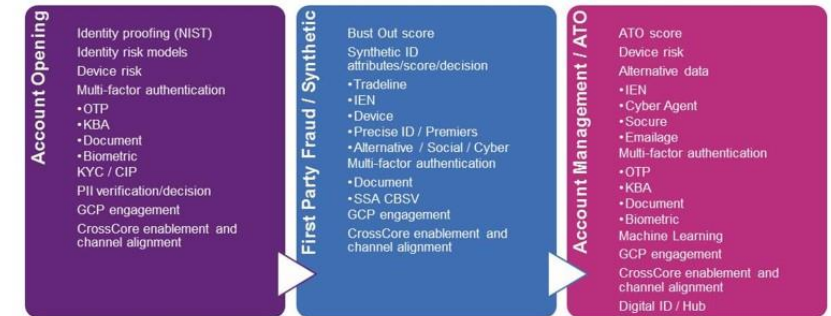 Account Opening
Identity proofing (NIST)
Identity risk models
Device risk
Multi-factor authentication
•OTP
•KBA
•Document
•Biometric
KYC / CIP
PII verification/decision
GCP engagement
CrossCore enablement and
channel alignment
First Party Fraud / Synthetic
Bust Out score
Synthetic ID
attributes/score/decision
•Tradeline
•IEN
•Device
•Precise ID / Premiers
•Alternative / Social / Cyber
Multi-factor authentication
•Document
•SSA CBSV
GCP engagement
CrossCore enablement and
channel alignment
Account Management / ATO
ATO score
Device risk
Alternative data
•IEN
•Cyber Agent
•Socure
•Emailage
Multi-factor authentication
•OTP
•KBA
•Document
•Biometric
Machine Learning
GCP engagement
CrossCore enablement and
channel alignment
Digital ID / Hub